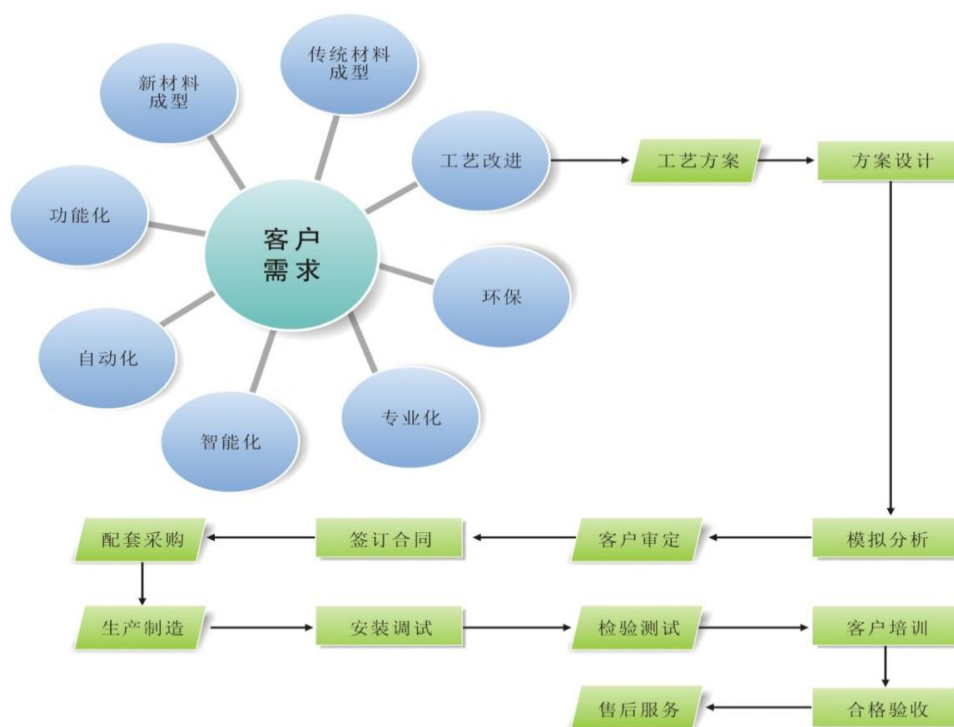 传统材料
成型
新材料
成型
工艺改进
工艺方案
方案设计
功能化
客户
需求
环保
自动化
专业化
智能化
配套采购
签订合同
客户审定
模拟分析
生产制造
安装调试
检验测试
客户培训
售后服务
合格验收